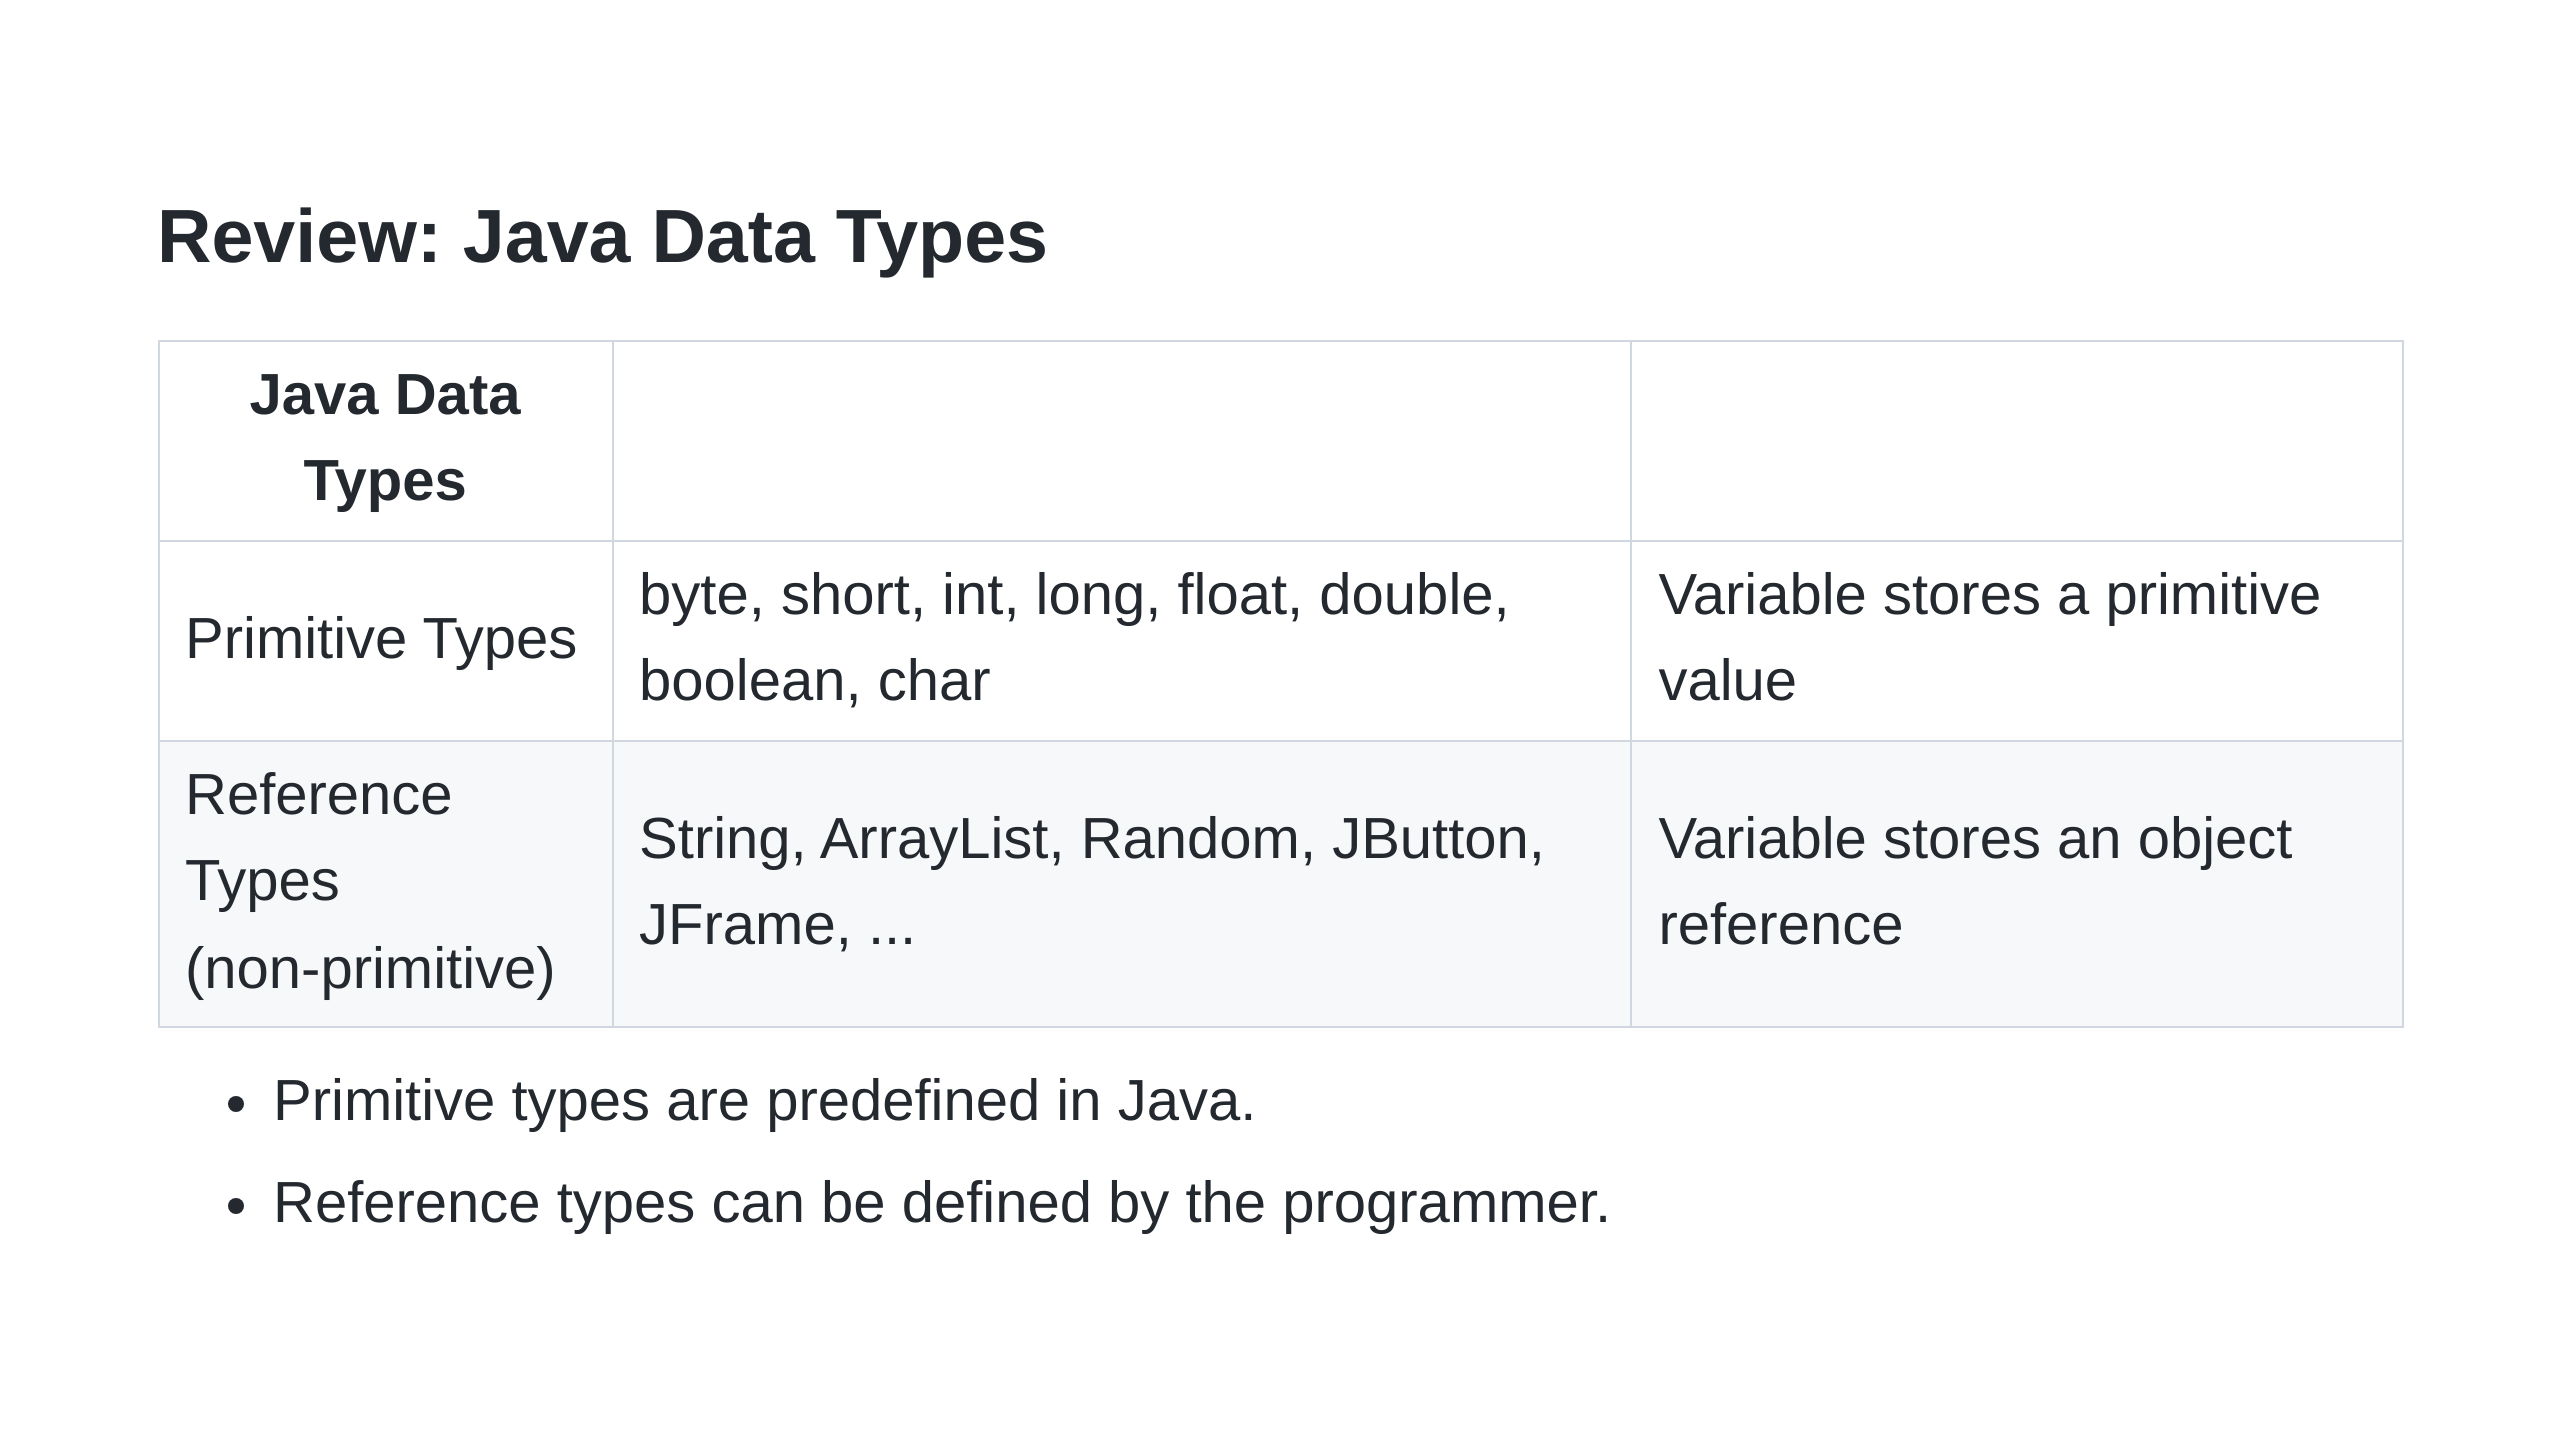 Review: Java Data Types
Java Data
Types
Primitive Types
byte, short, int, long, float, double,
boolean, char
Variable stores a primitive
value
Reference
Types
(non-primitive)
String, ArrayList, Random, JButton,
JFrame, ...
Variable stores an object
reference
• Primitive types are predefined in Java.
• Reference types can be defined by the programmer.